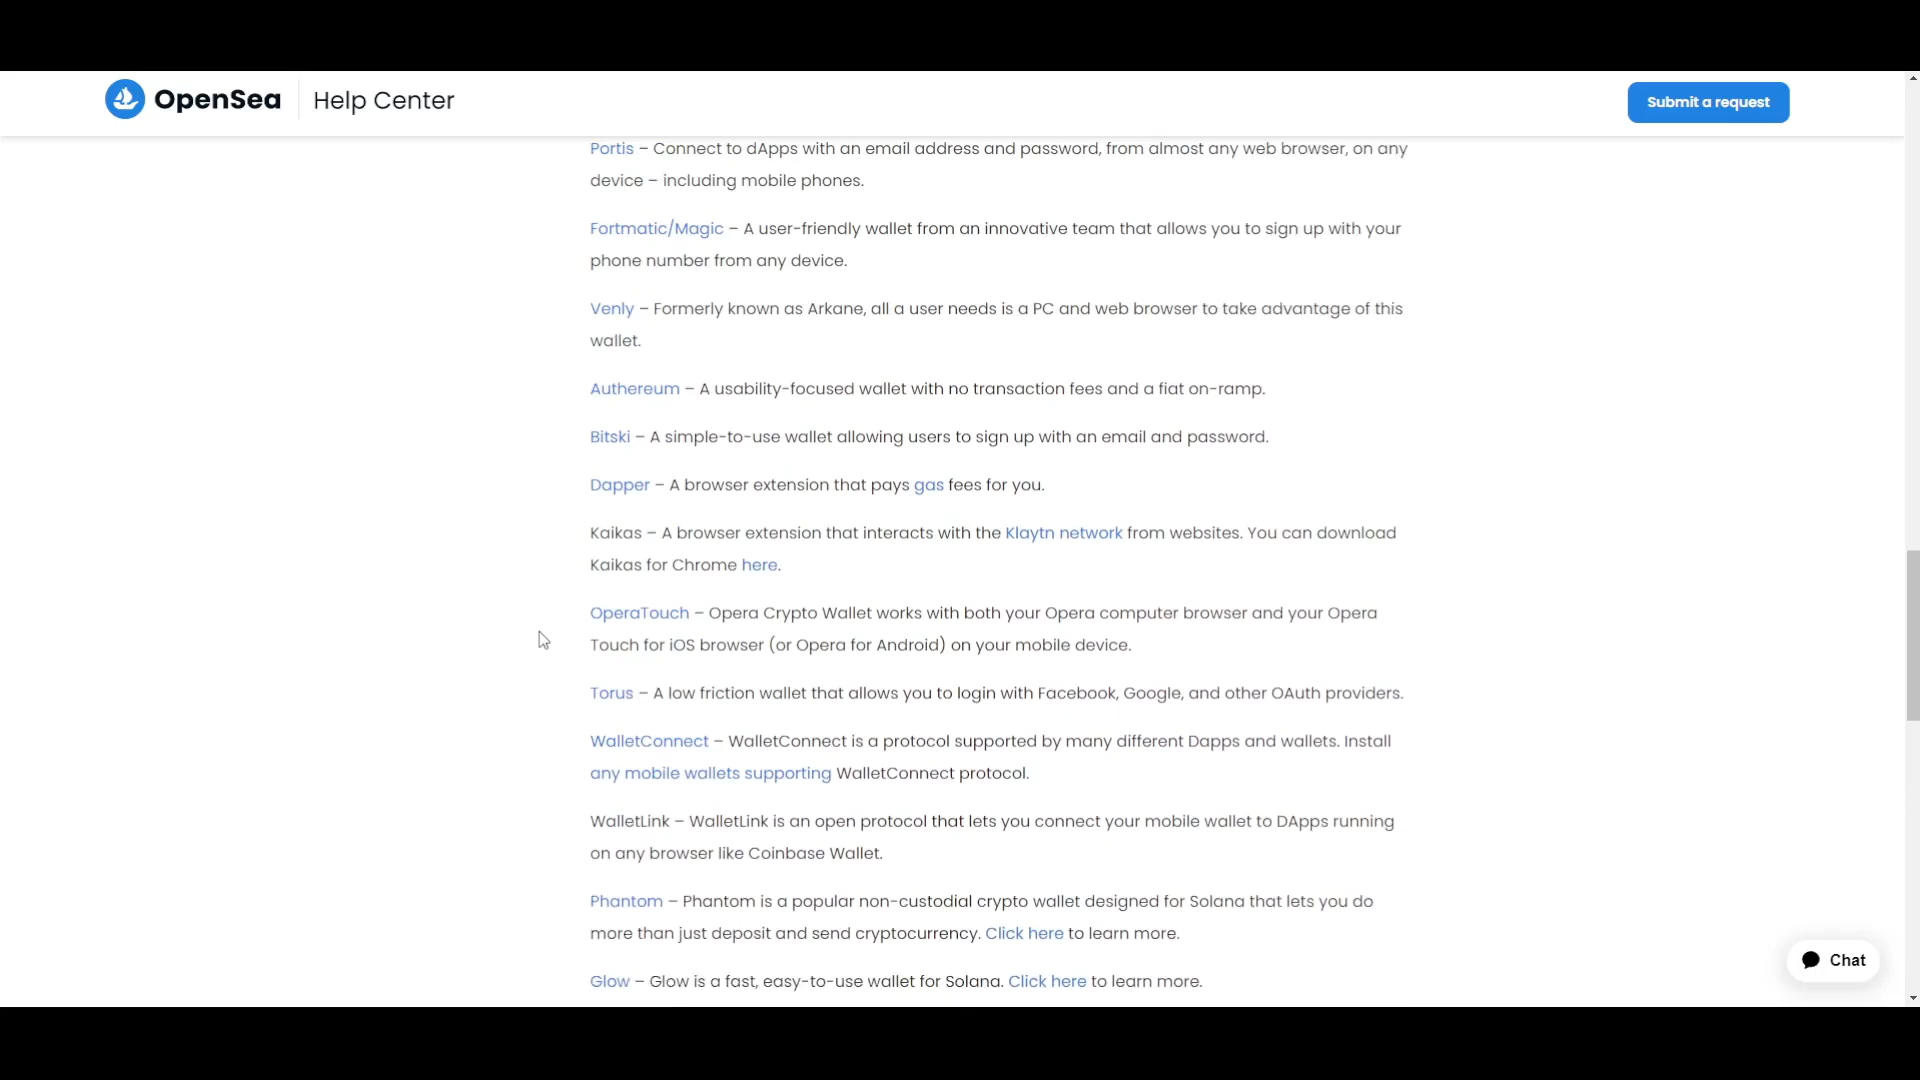 OpenSea Help Center
Submit a request
Portis – Connect to dApps with an email address and password, from almost any web browser, on any
device – including mobile phones.
Fortmatic/Magic – A user-friendly wallet from an innovative team that allows you to sign up with your
phone number from any device.
Venly – Formerly known as Arkane, all a user needs is a PC and web browser to take advantage of this
wallet.
Authereum – A usability-focused wallet with no transaction fees and a fiat on-ramp.
Bitski – A simple-to-use wallet allowing users to sign up with an email and password.
Dapper – A browser extension that pays gas fees for you.
Kaikas – A browser extension that interacts with the Klaytn network from websites. You can download
Kaikas for Chrome here.
OperaTouch – Opera Crypto Wallet works with both your Opera computer browser and your Opera
Touch for iOS browser (or Opera for Android) on your mobile device.
Torus – A low friction wallet that allows you to login with Facebook, Google, and other OAuth providers.
WalletConnect – WalletConnect is a protocol supported by many different Dapps and wallets. Install
any mobile wallets supporting WalletConnect protocol.
WalletLink – WalletLink is an open protocol that lets you connect your mobile wallet to DApps running
on any browser like Coinbase Wallet.
Phantom – Phantom is a popular non-custodial crypto wallet designed for Solana that lets you do
more than just deposit and send cryptocurrency. Click here to learn more.
Glow – Glow is a fast, easy-to-use wallet for Solana. Click here to learn more.
Chat